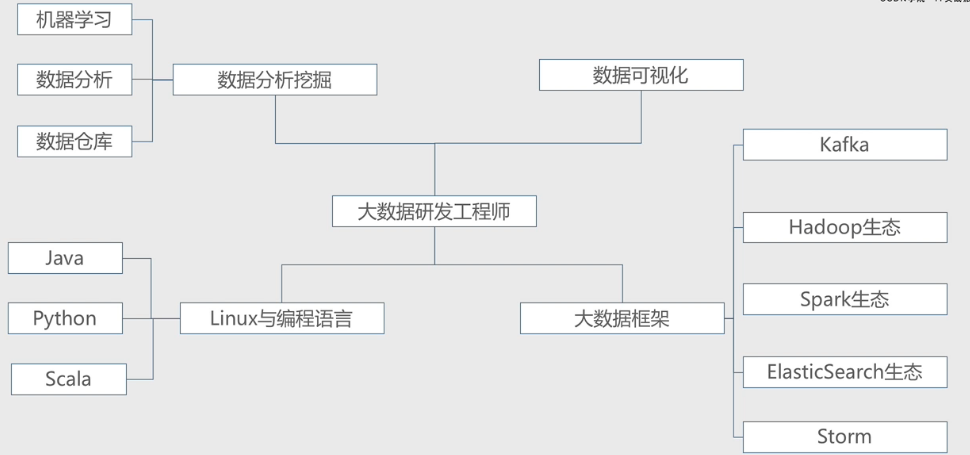 机器学习
数据分析
数据仓库
数据分析挖掘
数据可视化
大数据研发工程师
Java
Python
Scala
Linux与编程语言
大数据框架
Kafka
Hadoop生态
Spark生态
ElasticSearch生态
Storm